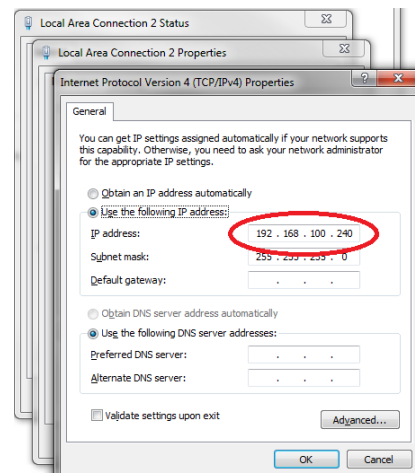 Local Area Connection 2 Status
Local Area Connection 2 Properties
Internet Protocol Version 4 (TCP/IPv4) Properties
General
You can get IP settings assigned automatically if your network supports
this capability. Otherwise, you need to ask your network administrator
for the appropriate IP settings.
Obtain an IP address automatically
Use the following IP address:
IP address: 192 . 168 . 100 . 240
Subnet mask: 255 . 255 . 255 . 0
Default gateway: . . .
Obtain DNS server address automatically
Use the following DNS server addresses:
Preferred DNS server: . . .
Alternate DNS server: . . .
Validate settings upon exit
Advanced...
OK Cancel